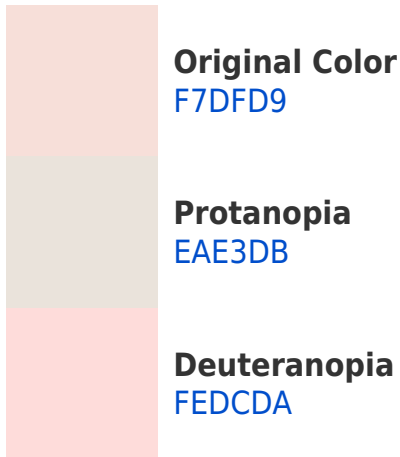 Original Color
F7DFD9
Protanopia
EAE3DB
Deuteranopia
FEDCDA